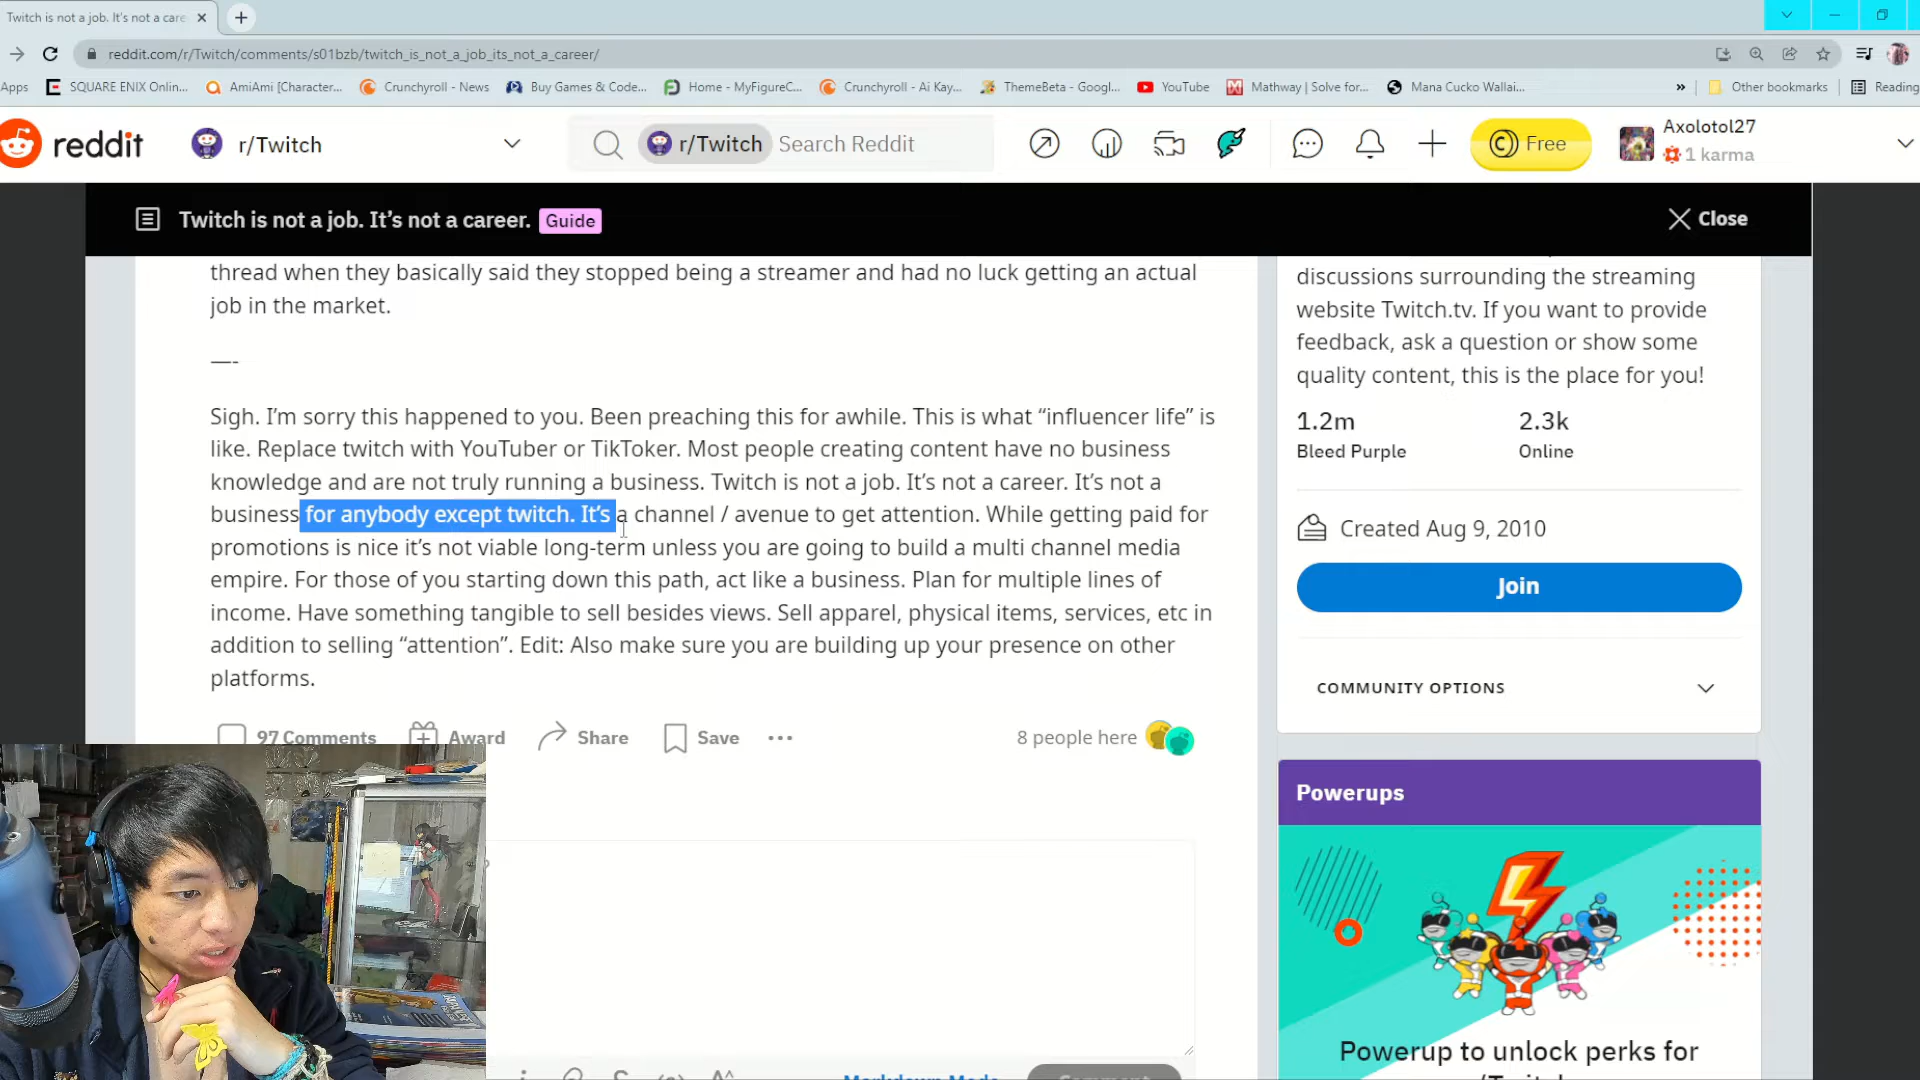 Twitch is not a job. It's not a care
reddit.com/r/Twitch/comments/s01bzb/twitch_is_not_a_job_its_not_a_career/
Apps SQUARE ENIX Onlin... AmiAmi [Character... Crunchyroll - News Buy Games & Code... Home - MyFigureC... Crunchyroll - Ai Kay... ThemeBeta - Googl... YouTube Mathway | Solve for... Mana Cucko Wallai... » Other bookmarks Reading
reddit r/Twitch r/Twitch Search Reddit Free Axolotol27
1 karma
Twitch is not a job. It’s not a career. Guide Close
thread when they basically said they stopped being a streamer and had no luck getting an actual
job in the market.
—-
Sigh. I’m sorry this happened to you. Been preaching this for awhile. This is what “influencer life” is
like. Replace twitch with YouTuber or TikToker. Most people creating content have no business
knowledge and are not truly running a business. Twitch is not a job. It’s not a career. It’s not a
business for anybody except twitch. It’s a channel / avenue to get attention. While getting paid for
promotions is nice it’s not viable long-term unless you are going to build a multi channel media
empire. For those of you starting down this path, act like a business. Plan for multiple lines of
income. Have something tangible to sell besides views. Sell apparel, physical items, services, etc in
addition to selling “attention”. Edit: Also make sure you are building up your presence on other
platforms.
97 Comments Award Share Save ... 8 people here
Markdown Mode Comment
discussions surrounding the streaming
website Twitch.tv. If you want to provide
feedback, ask a question or show some
quality content, this is the place for you!
1.2m 2.3k
Bleed Purple Online
Created Aug 9, 2010
Join
COMMUNITY OPTIONS
Powerups
Powerup to unlock perks for